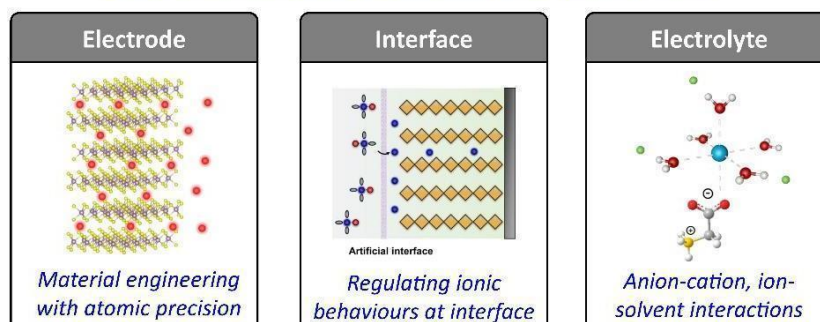 Electrode
Interface
Electrolyte
Artificial interface
⊖
⊕
Material engineering
with atomic precision
Regulating ionic
behaviours at interface
Anion-cation, ion-
solvent interactions